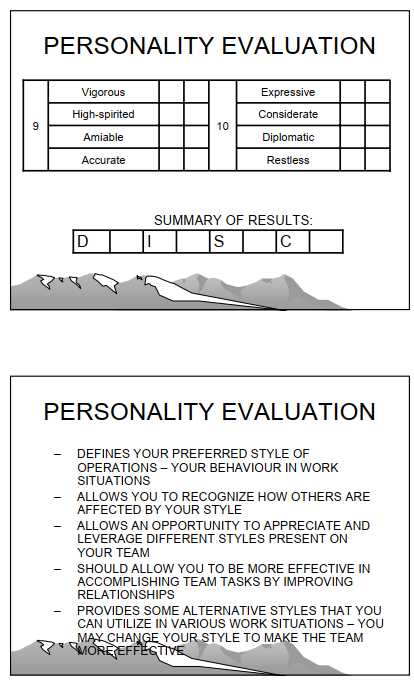 PERSONALITY EVALUATION
Vigorous Expressive
High-spirited Considerate
9 10
Amiable Diplomatic
Accurate Restless
SUMMARY OF RESULTS:
D I S C
PERSONALITY EVALUATION
– DEFINES YOUR PREFERRED STYLE OF
OPERATIONS – YOUR BEHAVIOUR IN WORK
SITUATIONS
– ALLOWS YOU TO RECOGNIZE HOW OTHERS ARE
AFFECTED BY YOUR STYLE
– ALLOWS AN OPPORTUNITY TO APPRECIATE AND
LEVERAGE DIFFERENT STYLES PRESENT ON
YOUR TEAM
– SHOULD ALLOW YOU TO BE MORE EFFECTIVE IN
ACCOMPLISHING TEAM TASKS BY IMPROVING
RELATIONSHIPS
– PROVIDES SOME ALTERNATIVE STYLES THAT YOU
CAN UTILIZE IN VARIOUS WORK SITUATIONS – YOU
MAY CHANGE YOUR STYLE TO MAKE THE TEAM
MORE EFFECTIVE